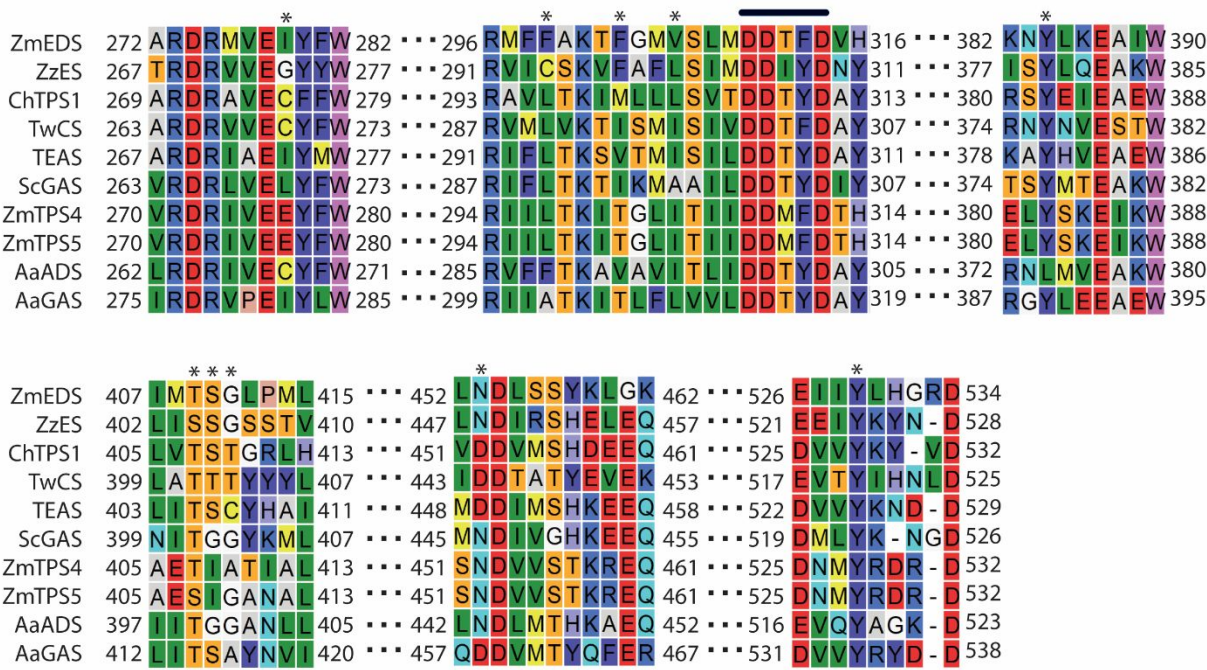 * * * * *
ZmEDS 272 ARDRMVEIYFW 282 ··· 296 RMFFAKTFGMVSLMDDTFDVH 316 ··· 382 KNYLKEAIW 390
ZzES 267 TRDRVVEGYYW 277 ··· 291 RVICSKVFAFLSIMDDIYDNY 311 ··· 377 ISYLQEAKW 385
ChTPS1 269 ARDRAVECFFW 279 ··· 293 RAVLTKIMLLLSVTDDTYDAY 313 ··· 380 RSYEIEAEW 388
TwCS 263 ARDRVVECYFW 273 ··· 287 RVMLVKTISMISIVDDTFDAY 307 ··· 374 RNYNVESTW 382
TEAS 267 ARDRIAEIYMW 277 ··· 291 RIFLTKSVTMISILDDTYDAY 311 ··· 378 KAYHVEAEW 386
ScGAS 263 VRDRLVELYFW 273 ··· 287 RIFLTKTIKMAAILDDTYDIY 307 ··· 374 TSYMTEAKW 382
ZmTPS4 270 VRDRIVEEYFW 280 ··· 294 RIILTKITGLITIIDDMFDTH 314 ··· 380 ELYSKEIKW 388
ZmTPS5 270 VRDRIVEEYFW 280 ··· 294 RIILTKITGLITIIDDMFDTH 314 ··· 380 ELYSKEIKW 388
AaADS 262 LRDRIVECYFW 271 ··· 285 RVFFTKAVAVITLIDDTYDAY 305 ··· 372 RNLMVEAKW 380
AaGAS 275 IRDRVPEIYLW 285 ··· 299 RIIATKITLFLVVLDDTYDAY 319 ··· 387 RGYLEEAEW 395
* * * * *
ZmEDS 407 IMTSGLPML 415 ··· 452 LNDLSSYKLGK 462 ··· 526 EIIYLHGRD 534
ZzES 402 LISSGSSTV 410 ··· 447 LNDIRSHELEQ 457 ··· 521 EEIYKYN-D 528
ChTPS1 405 LVTSTGRLH 413 ··· 451 VDDVMSHDEEQ 461 ··· 525 DVVYKY-VD 532
TwCS 399 LATTTYYYL 407 ··· 443 IDDTATYEVEK 453 ··· 517 EVTYIHNLD 525
TEAS 403 LITSCYHAI 411 ··· 448 MDDIMSHKEEQ 458 ··· 522 DVVYKND-D 529
ScGAS 399 NITGGYKML 407 ··· 445 MNDIVGHKEEQ 455 ··· 519 DMLYK-NGD 526
ZmTPS4 405 AETIATIAL 413 ··· 451 SNDVVSTKREQ 461 ··· 525 DNMYRDR-D 532
ZmTPS5 405 AESIGANAL 413 ··· 451 SNDVVSTKREQ 461 ··· 525 DNMYRDR-D 532
AaADS 397 IITGGANLL 405 ··· 442 LNDLMTHKAEQ 452 ··· 516 EVQYAGK-D 523
AaGAS 412 LITSAYNVI 420 ··· 457 QDDVMTYQFER 467 ··· 531 DVVYRYD-D 538